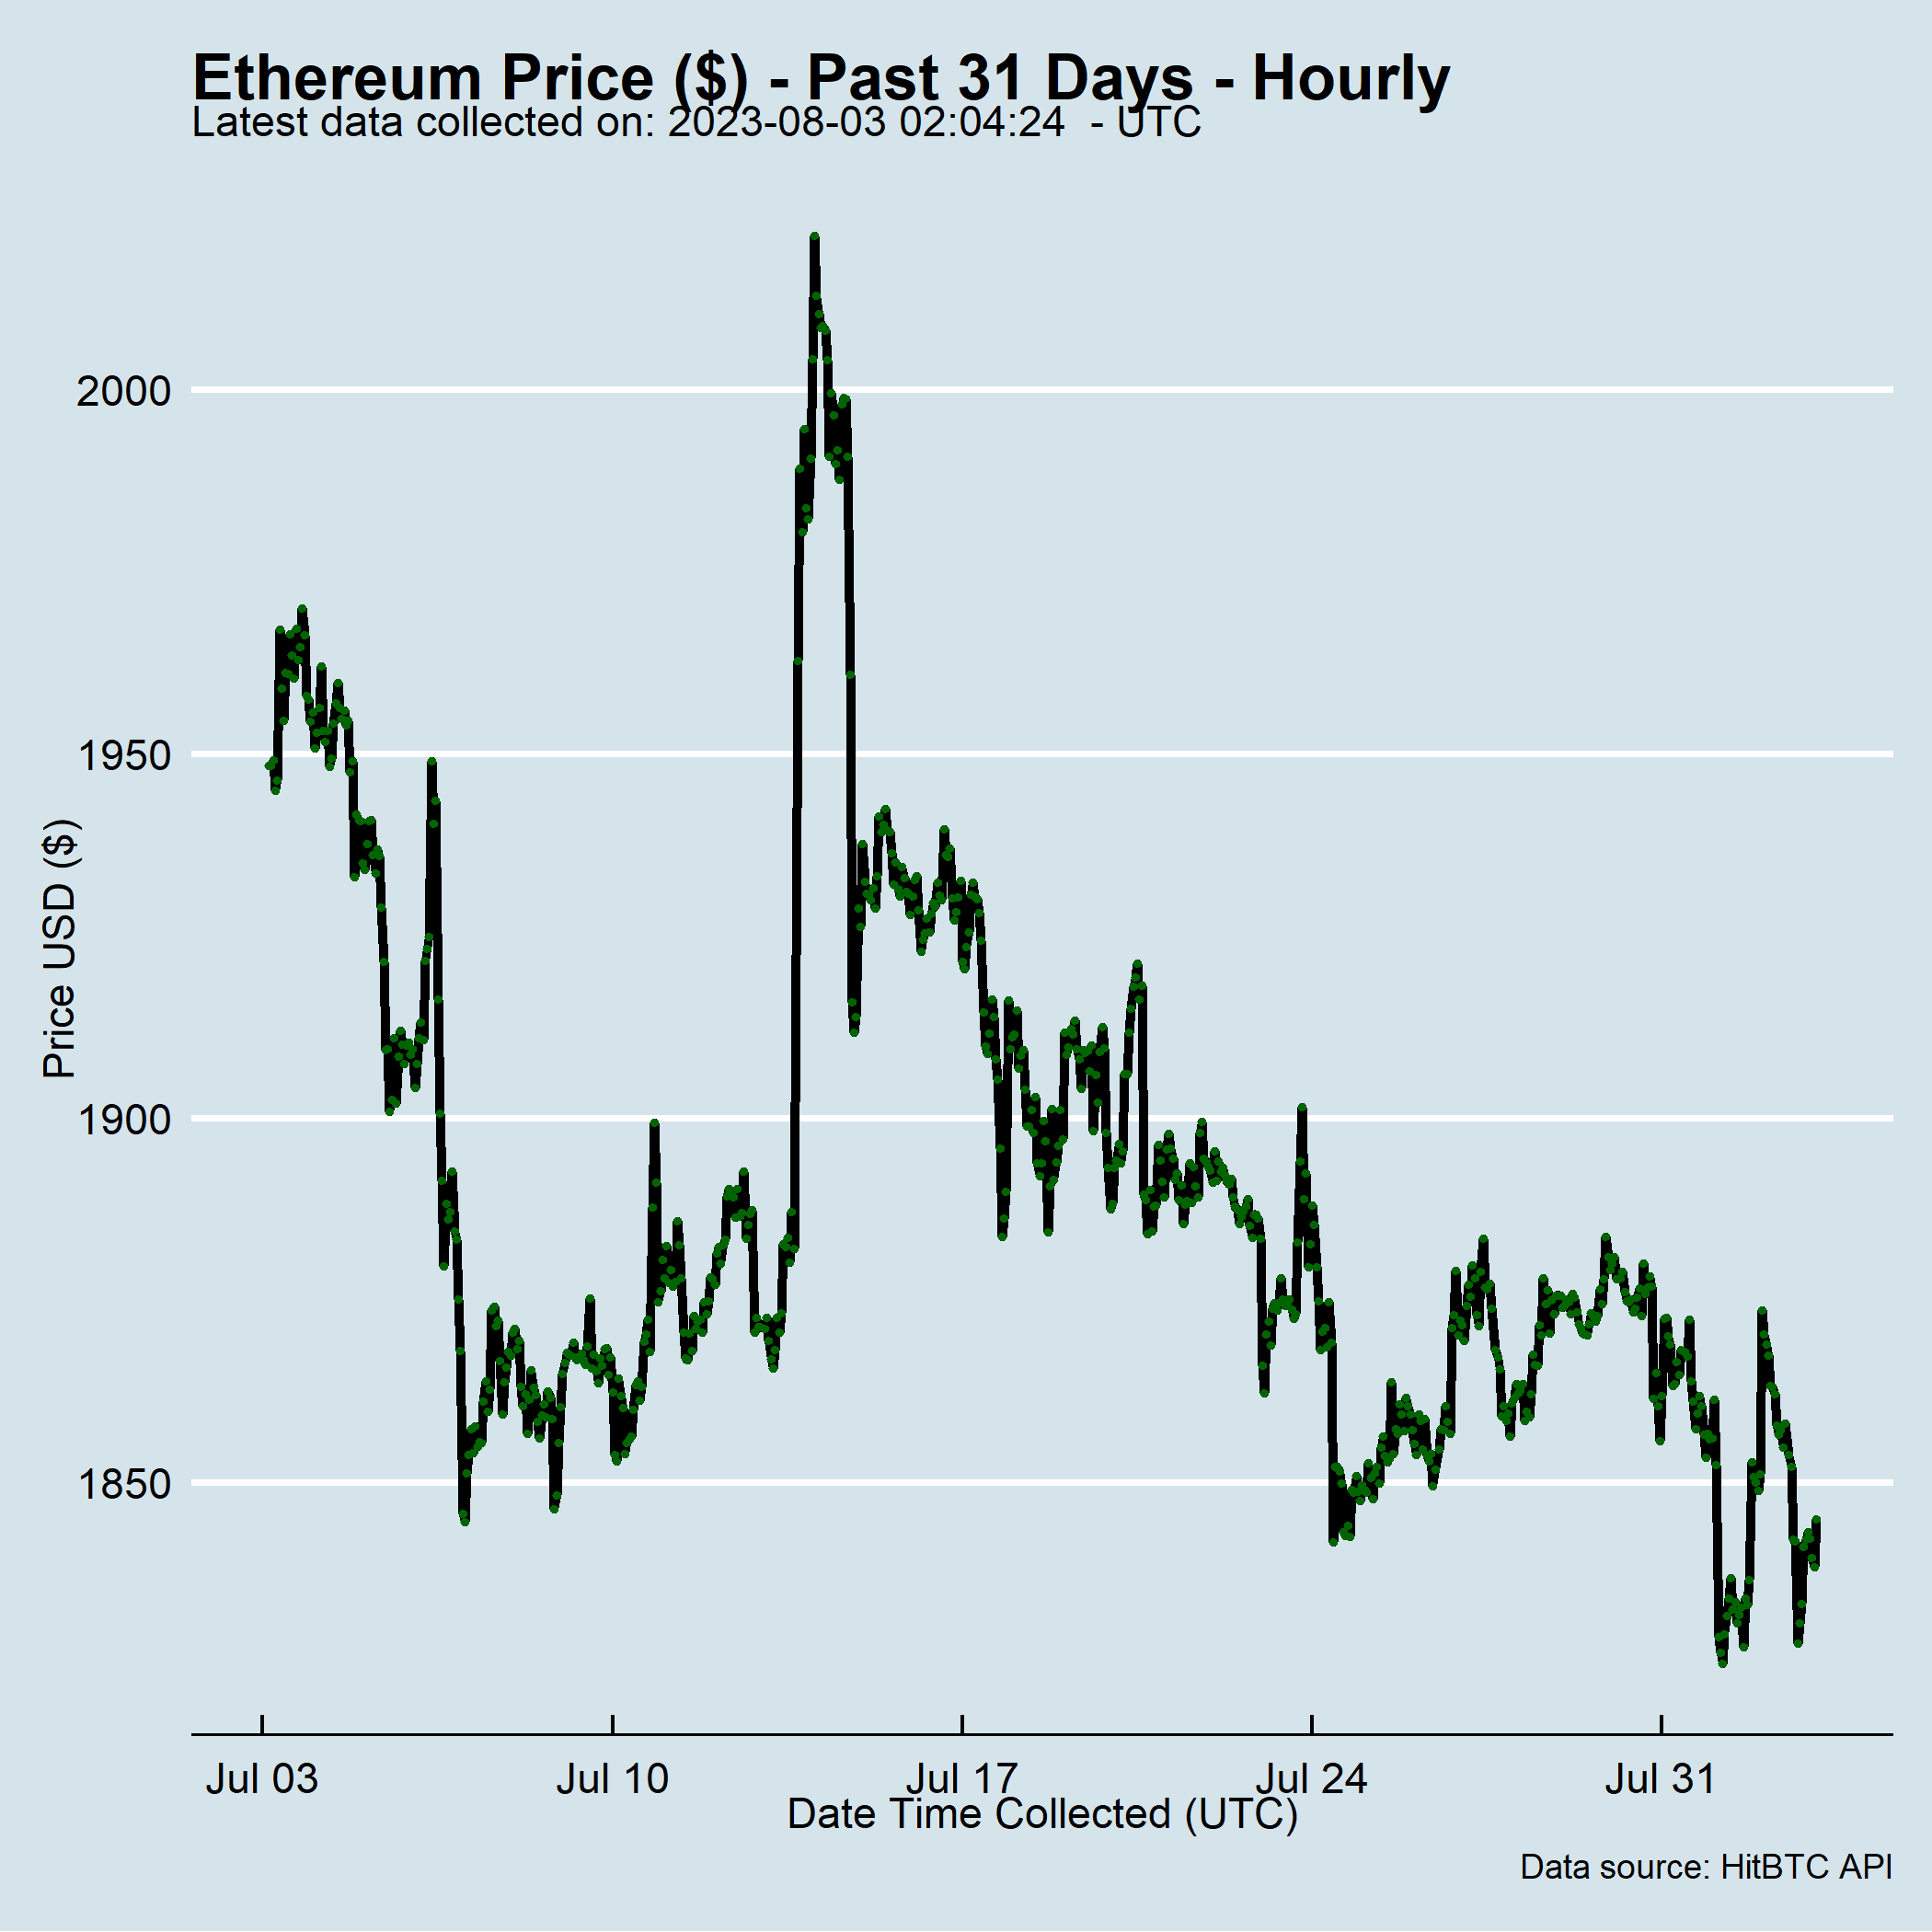 Ethereum Price ($) - Past 31 Days - Hourly
Latest data collected on: 2023-08-03 02:04:24  - UTC
2000
1950
1900
1850
Price USD ($)
Jul 03
Jul 10
Jul 17
Jul 24
Jul 31
Date Time Collected (UTC)
Data source: HitBTC API